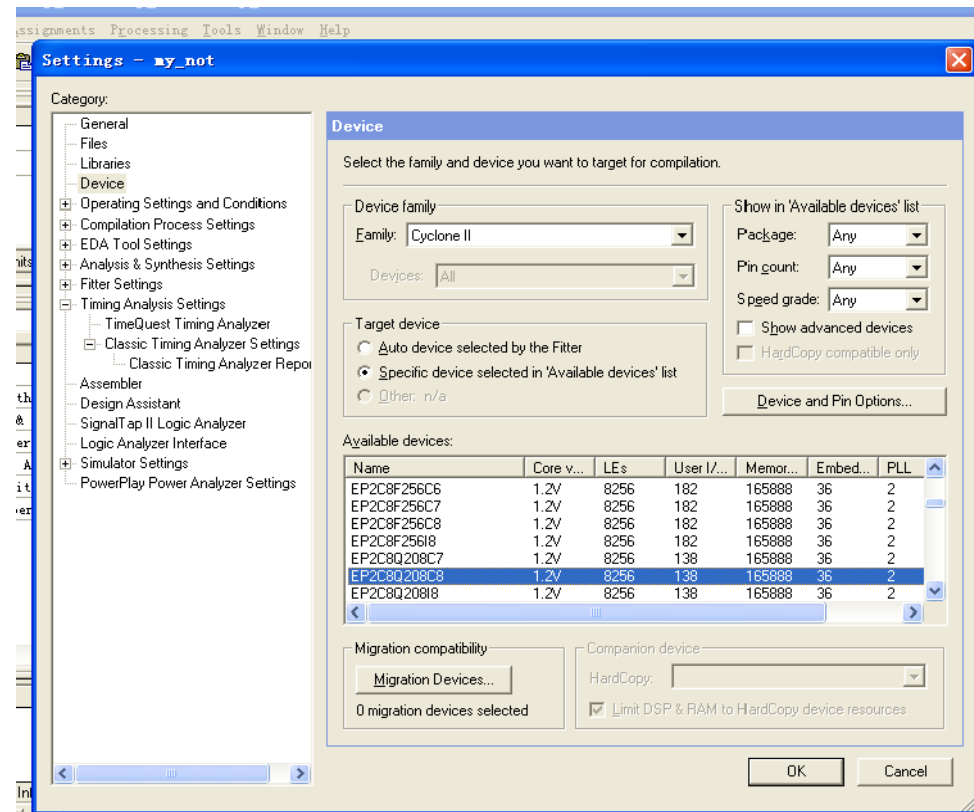 Assignments Processing Tools Window Help
Settings - my_not
Category:
General
Files
Libraries
Device
Operating Settings and Conditions
Compilation Process Settings
EDA Tool Settings
Analysis & Synthesis Settings
Fitter Settings
Timing Analysis Settings
TimeQuest Timing Analyzer
Classic Timing Analyzer Settings
Classic Timing Analyzer Repor
Assembler
Design Assistant
SignalTap II Logic Analyzer
Logic Analyzer Interface
Simulator Settings
PowerPlay Power Analyzer Settings
Device
Select the family and device you want to target for compilation.
Device family
Family: Cyclone II
Devices: All
Show in 'Available devices' list
Package: Any
Pin count: Any
Speed grade: Any
Show advanced devices
HardCopy compatible only
Target device
Auto device selected by the Fitter
Specific device selected in 'Available devices' list
Other: n/a
Device and Pin Options...
Available devices:
Name Core v... LEs User I/... Memor... Embed... PLL
EP2C8F256C6 1.2V 8256 182 165888 36 2
EP2C8F256C7 1.2V 8256 182 165888 36 2
EP2C8F256C8 1.2V 8256 182 165888 36 2
EP2C8F256I8 1.2V 8256 182 165888 36 2
EP2C8Q208C7 1.2V 8256 138 165888 36 2
EP2C8Q208C8 1.2V 8256 138 165888 36 2
EP2C8Q208I8 1.2V 8256 138 165888 36 2
Migration compatibility
Migration Devices...
0 migration devices selected
Companion device
HardCopy:
Limit DSP & RAM to HardCopy device resources
OK Cancel